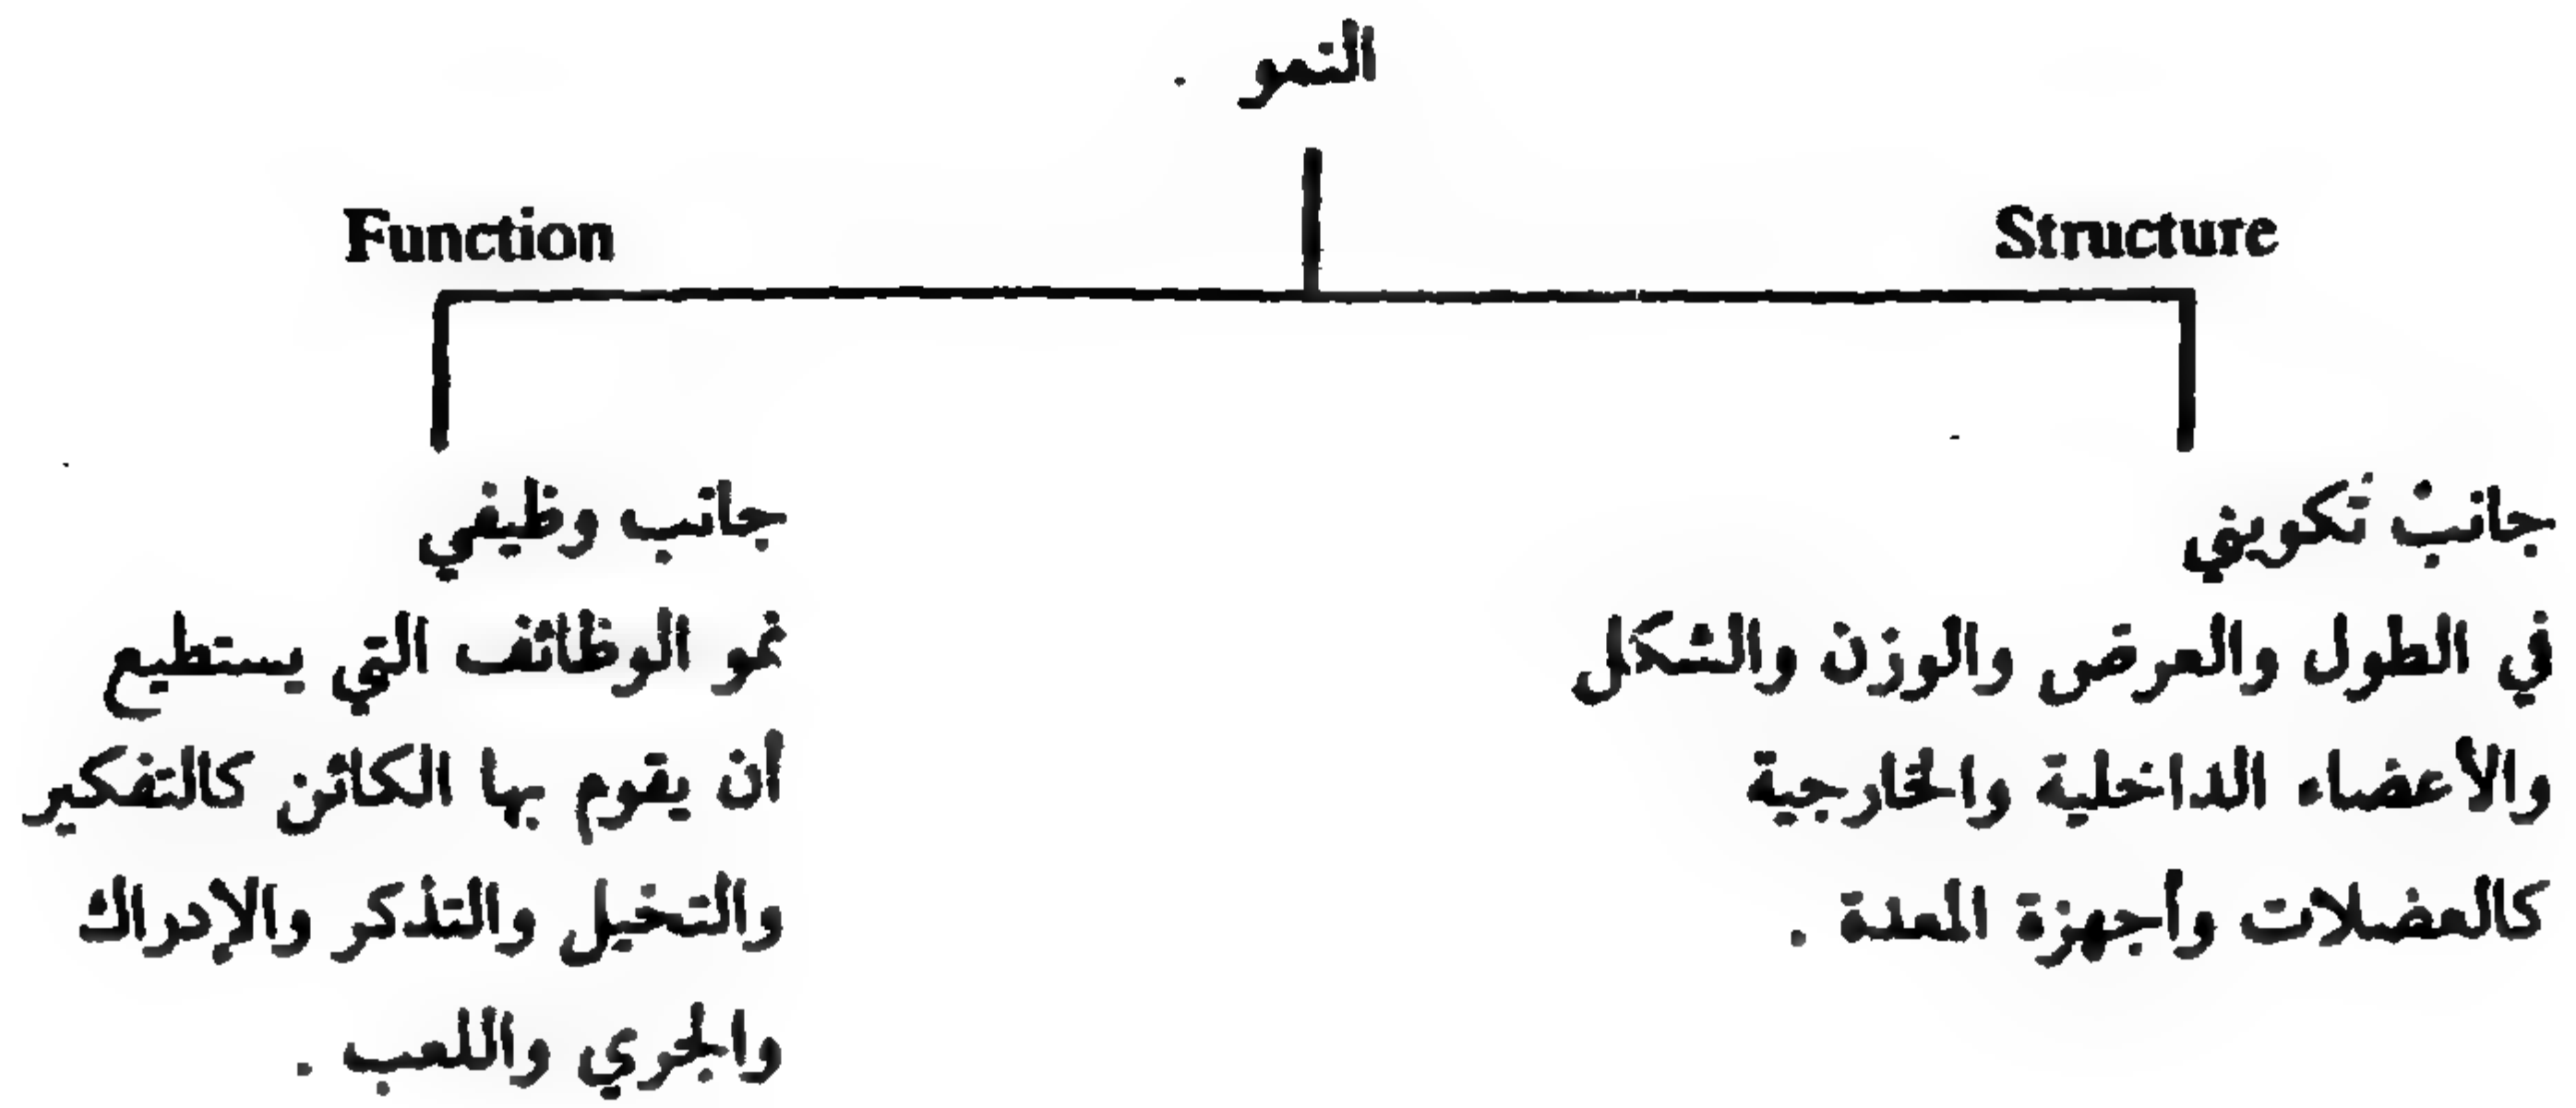 النمو
Structure
جانب تكويني
في الطول والعرض والوزن والشكل
والأعضاء الداخلية والخارجية
كالعضلات وأجهزة المعدة .
Function
جانب وظيفي
نمو الوظائف التي يستطيع
أن يقوم بها الكائن كالتفكير
والتخيل والتذكر والإدراك
والجري واللعب .